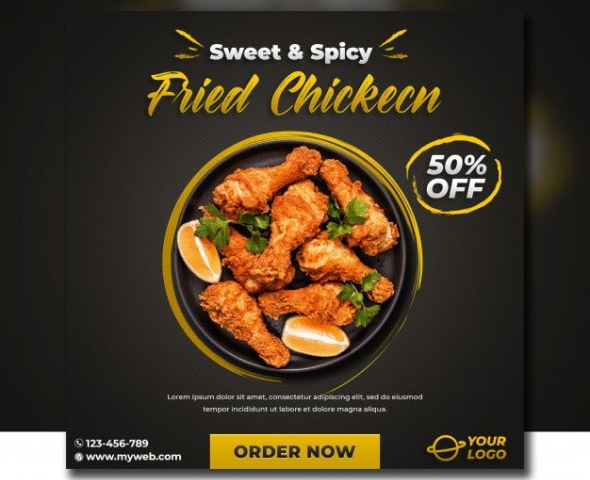 Sweet & Spicy
Fried Chickecn
50%
OFF
Lorem ipsum dolor sit amet, consectetur adipiscing elit, sed do eiusmod
tempor incididunt ut labore et dolore magna aliqua.
123-456-789
www.myweb.com
ORDER NOW
YOUR
LOGO